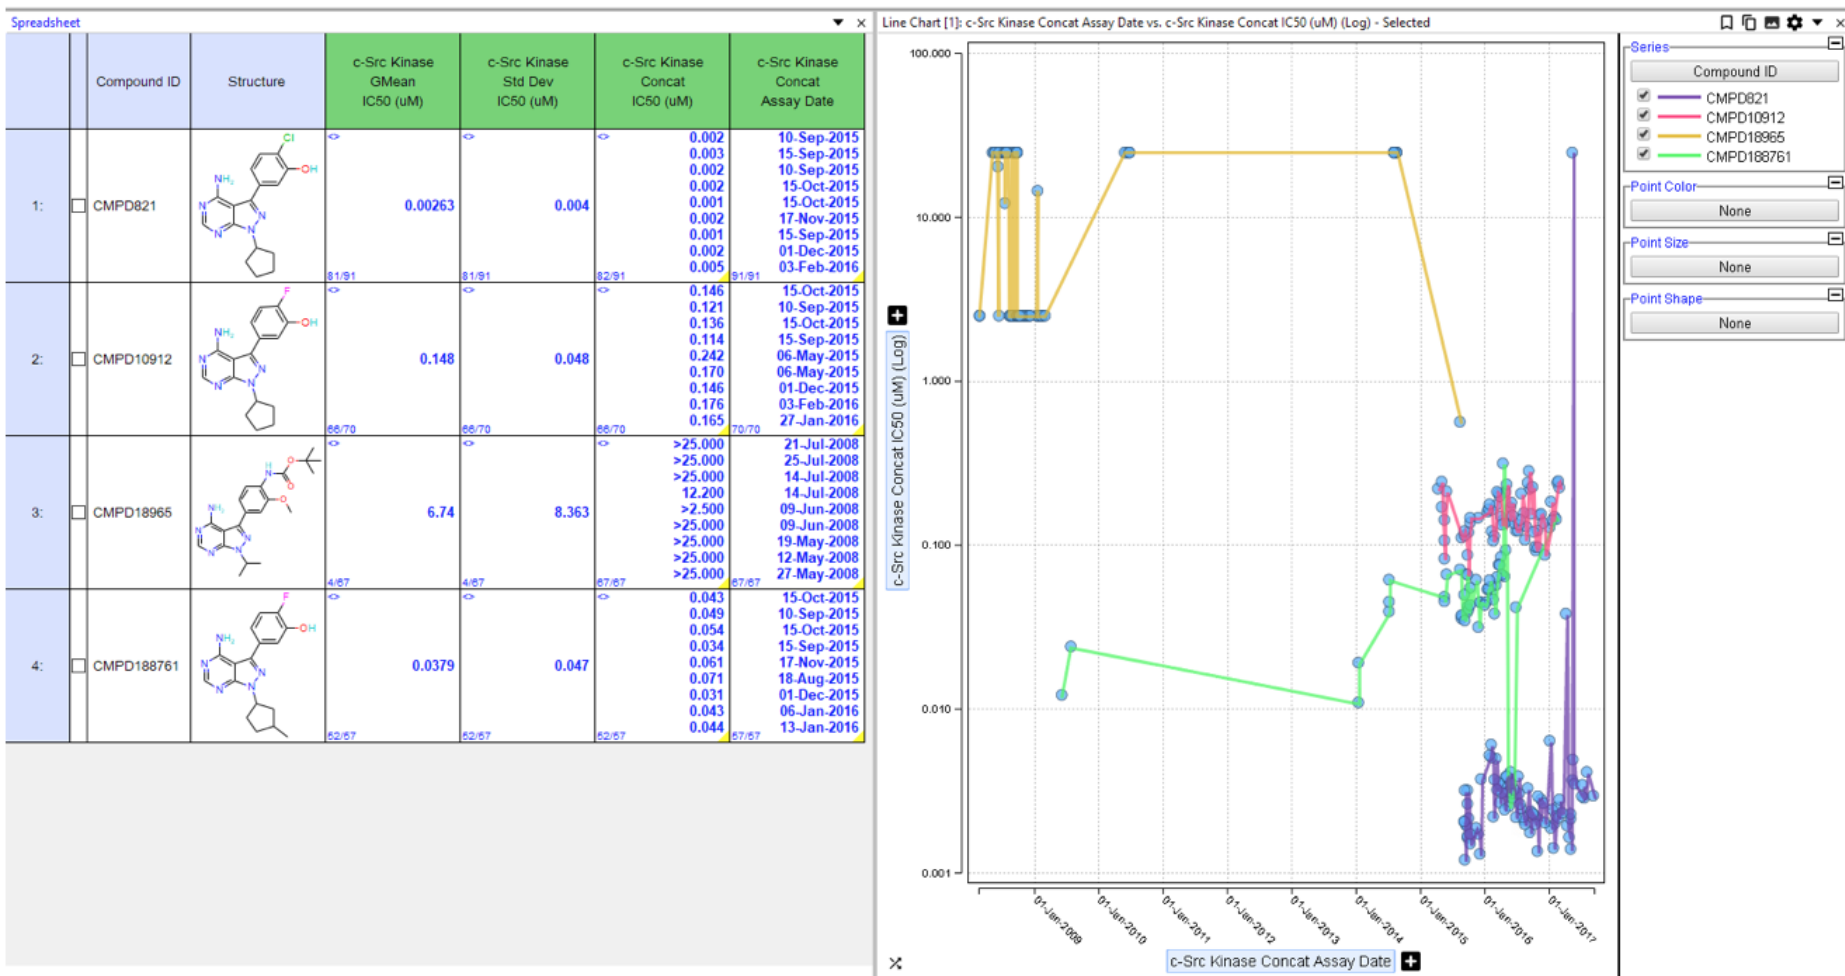 Spreadsheet
Compound ID
Structure
c-Src Kinase
GMean
IC50 (uM)
c-Src Kinase
Std Dev
IC50 (uM)
c-Src Kinase
Concat
IC50 (uM)
c-Src Kinase
Concat
Assay Date
1:
CMPD821
Cl
OH
NH2
N
N
N
N
<>
0.00263
81/91
<>
0.004
81/91
<>
0.002
0.003
0.002
0.002
0.001
0.002
0.001
0.002
0.005
82/91
10-Sep-2015
15-Sep-2015
10-Sep-2015
15-Oct-2015
15-Oct-2015
17-Nov-2015
15-Sep-2015
01-Dec-2015
03-Feb-2016
91/91
2:
CMPD10912
F
OH
NH2
N
N
N
N
<>
0.148
66/70
<>
0.048
66/70
<>
0.146
0.121
0.136
0.114
0.242
0.170
0.146
0.176
0.165
66/70
15-Oct-2015
10-Sep-2015
15-Oct-2015
15-Sep-2015
06-May-2015
06-May-2015
01-Dec-2015
03-Feb-2016
27-Jan-2016
70/70
3:
CMPD18965
H
N
O
O
O
NH2
N
N
N
N
<>
6.74
4/67
<>
8.363
4/67
<>
>25.000
>25.000
>25.000
12.200
>2.500
>25.000
>25.000
>25.000
>25.000
67/67
21-Jul-2008
25-Jul-2008
14-Jul-2008
14-Jul-2008
09-Jun-2008
09-Jun-2008
19-May-2008
12-May-2008
27-May-2008
67/67
4:
CMPD188761
F
OH
NH2
N
N
N
N
<>
0.0379
52/57
<>
0.047
52/57
<>
0.043
0.049
0.054
0.034
0.061
0.071
0.031
0.043
0.044
52/57
15-Oct-2015
10-Sep-2015
15-Oct-2015
15-Sep-2015
17-Nov-2015
18-Aug-2015
01-Dec-2015
06-Jan-2016
13-Jan-2016
57/57
Line Chart [1]: c-Src Kinase Concat Assay Date vs. c-Src Kinase Concat IC50 (uM) (Log) - Selected
100.000
10.000
1.000
0.100
0.010
0.001
c-Src Kinase Concat IC50 (uM) (Log)
01-Jan-2009
01-Jan-2010
01-Jan-2011
01-Jan-2012
01-Jan-2013
01-Jan-2014
01-Jan-2015
01-Jan-2016
01-Jan-2017
c-Src Kinase Concat Assay Date
Series
Compound ID
CMPD821
CMPD10912
CMPD18965
CMPD188761
Point Color
None
Point Size
None
Point Shape
None